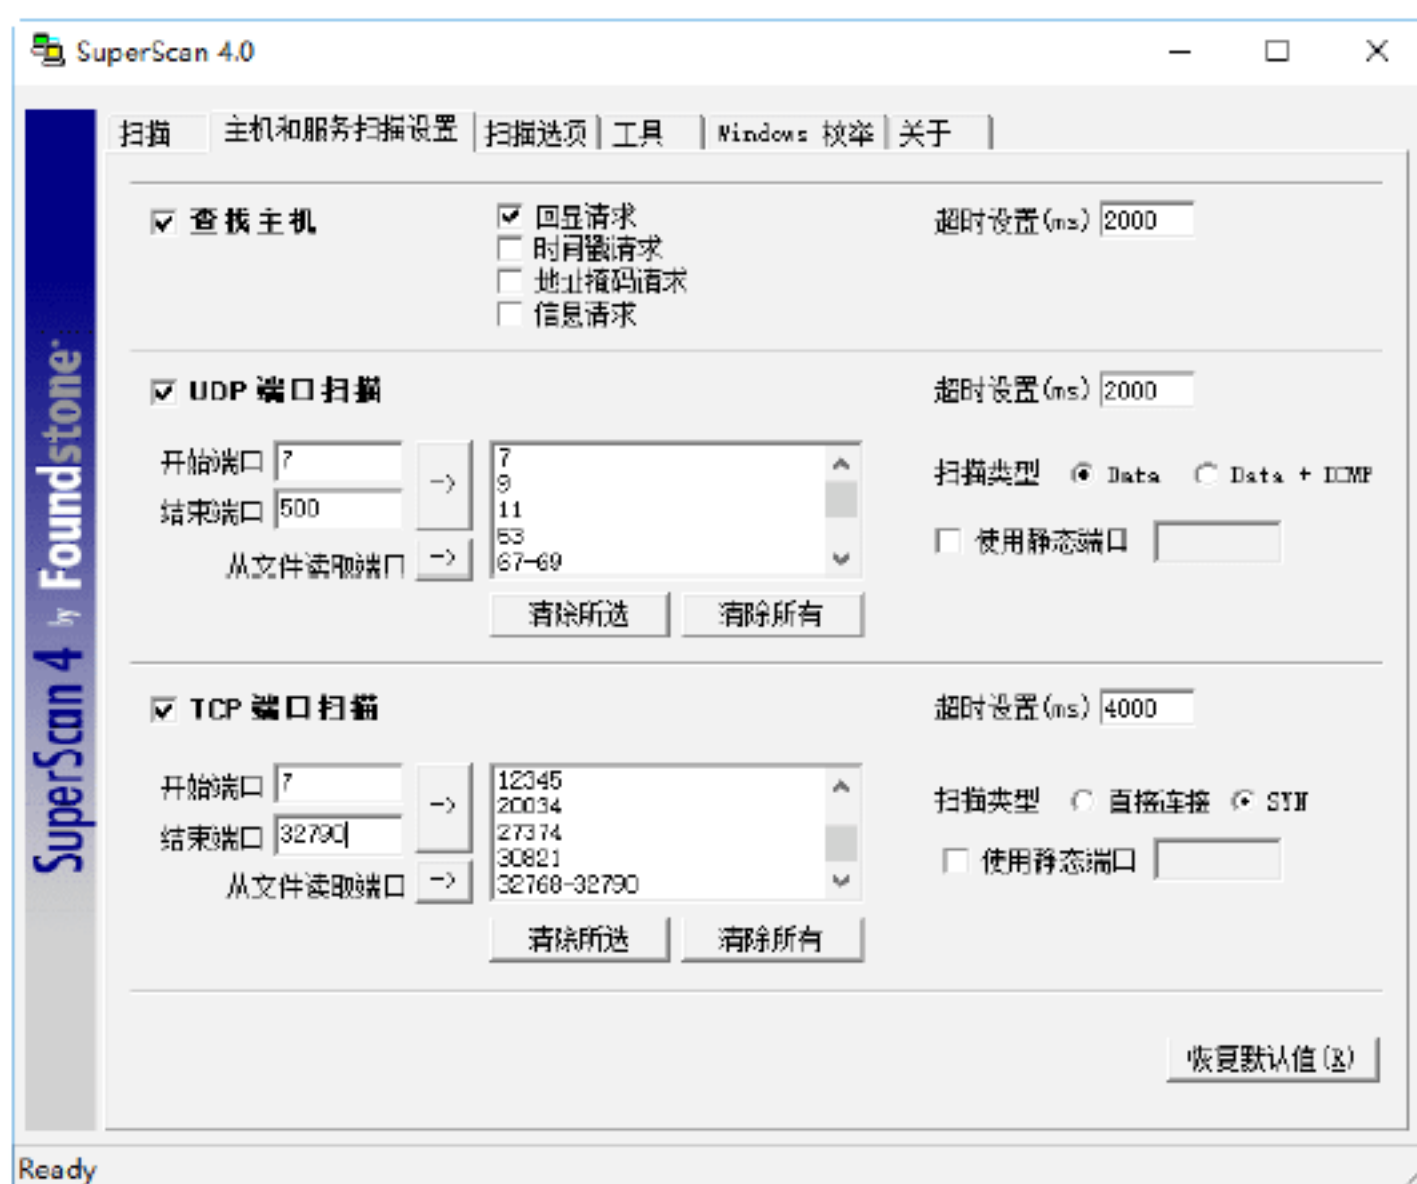 SuperScan 4.0
扫描 主机和服务扫描设置 扫描选项 工具 Windows 枚举 关于
查找主机
回显请求
时间戳请求
地址掩码请求
信息请求
超时设置(ms) 2000
UDP 端口扫描
超时设置(ms) 2000
开始端口 7
结束端口 500
->
从文件读取端口 ->
7
9
11
53
67-69
清除所选 清除所有
扫描类型 Data Data + ICMP
使用静态端口
TCP 端口扫描
超时设置(ms) 4000
开始端口 7
结束端口 32790
->
从文件读取端口 ->
12345
20034
27374
30821
32768-32790
清除所选 清除所有
扫描类型 直接连接 SYN
使用静态端口
恢复默认值(R)
SuperScan 4 by Foundstone
Ready